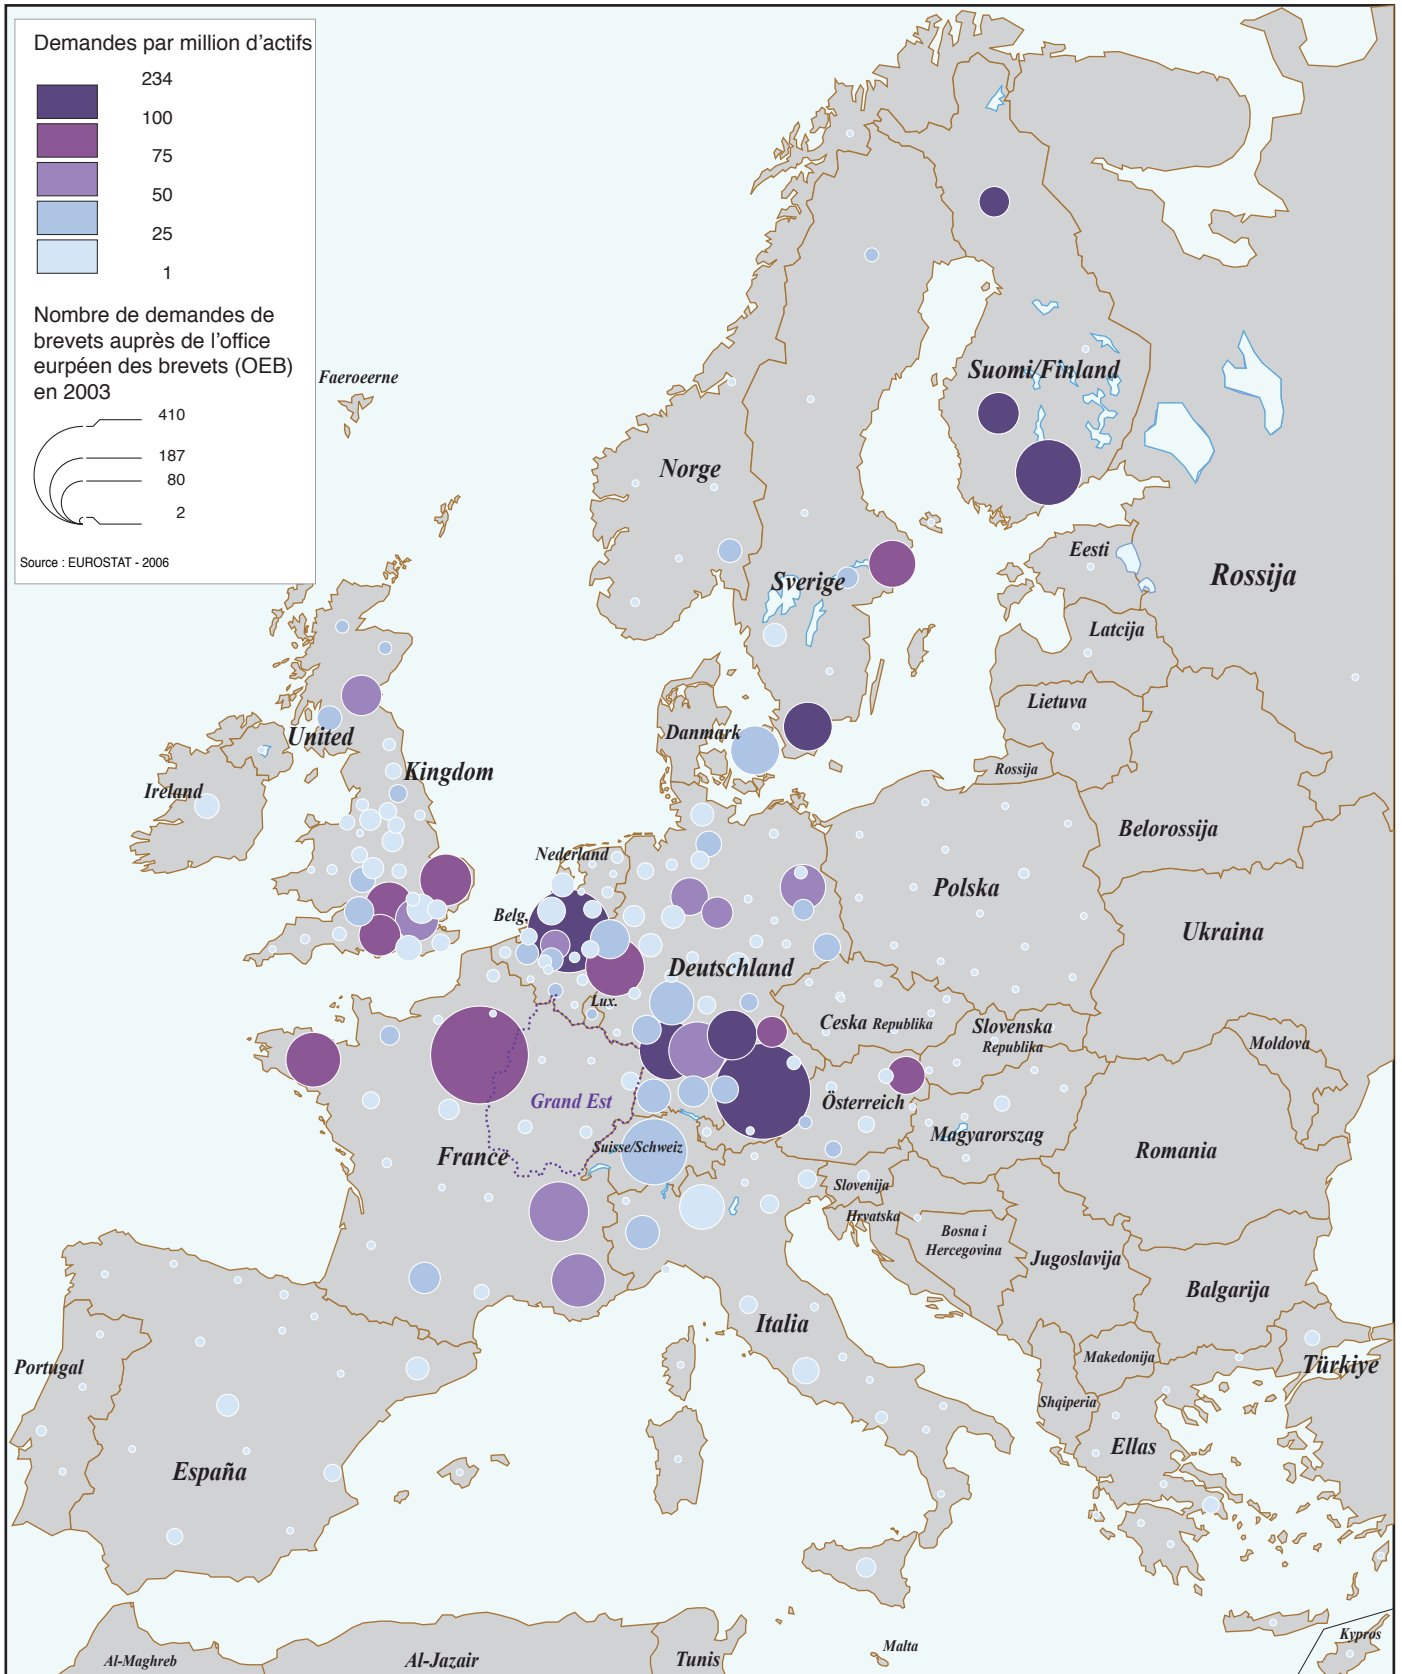 Demandes par million d'actifs
234
100
75
50
25
1
Nombre de demandes de
brevets auprès de l'office
eurpéen des brevets (OEB)
en 2003
410
187
80
2
Source : EUROSTAT - 2006
Faeroeerne
Suomi/Finland
Norge
Sverige
Eesti
Rossija
Latcija
Lietuva
Rossija
Danmark
United
Kingdom
Ireland
Belorossija
Nederland
Polska
Belg.
Ukraina
Deutschland
Lux.
Ceska Republika
Slovenska
Republika
Moldova
Grand Est
Österreich
Magyarorszag
France
Suisse/Schweiz
Romania
Slovenija
Hrvatska
Bosna i
Hercegovina
Jugoslavija
Balgarija
Italia
Portugal
Makedonija
Türkiye
Shqiperia
Ellas
España
Malta
Kypros
Al-Maghreb
Al-Jazair
Tunis